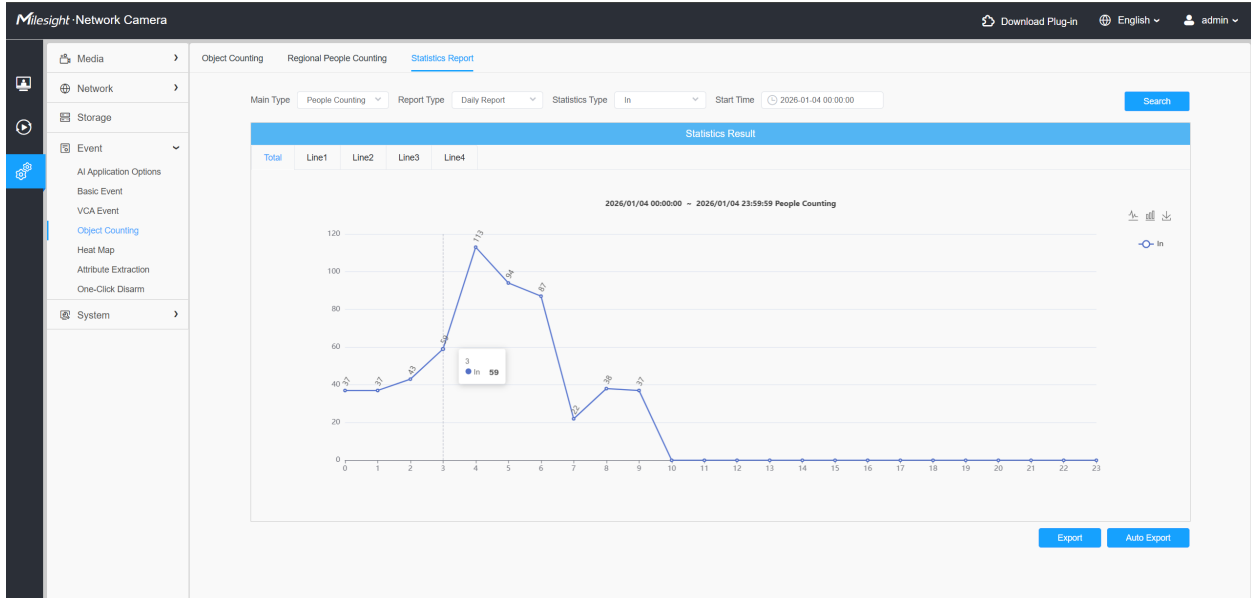 Milesight · Network Camera Download Plug-in English admin
Media
Network
Storage
Event
AI Application Options
Basic Event
VCA Event
Object Counting
Heat Map
Attribute Extraction
One-Click Disarm
System
Object Counting Regional People Counting Statistics Report
Main Type People Counting Report Type Daily Report Statistics Type In Start Time 2026-01-04 00:00:00 Search
Statistics Result
Total Line1 Line2 Line3 Line4
2026/01/04 00:00:00 ~ 2026/01/04 23:59:59 People Counting
In
120
100
80
60
40
20
0
37 37 43 59 113 94 87 22 38 37
3
In 59
0 1 2 3 4 5 6 7 8 9 10 11 12 13 14 15 16 17 18 19 20 21 22 23
Export Auto Export